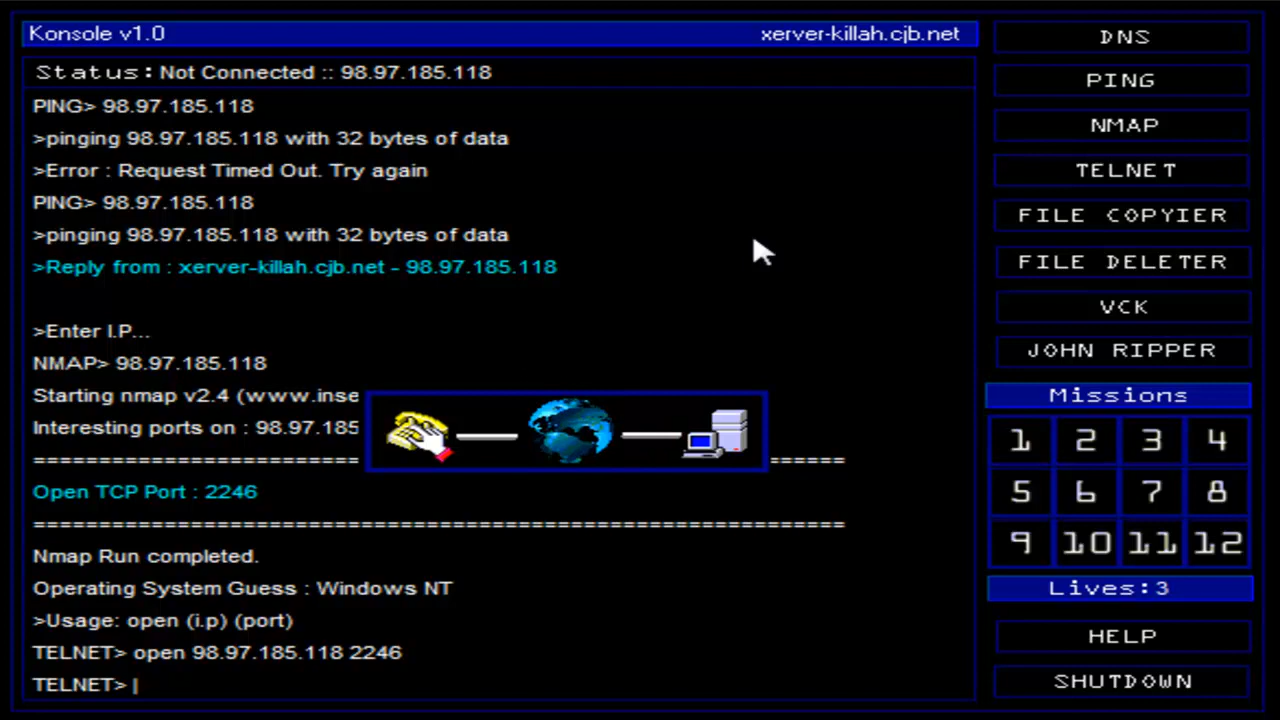 Konsole v1.0
xerver-killah.cjb.net
Status: Not Connected :: 98.97.185.118
PING> 98.97.185.118
>pinging 98.97.185.118 with 32 bytes of data
>Error : Request Timed Out. Try again
PING> 98.97.185.118
>pinging 98.97.185.118 with 32 bytes of data
>Reply from : xerver-killah.cjb.net - 98.97.185.118
>Enter I.P...
NMAP> 98.97.185.118
Starting nmap v2.4 (www.inse
Interesting ports on : 98.97.185
Open TCP Port : 2246
Nmap Run completed.
Operating System Guess : Windows NT
>Usage: open (i.p) (port)
TELNET> open 98.97.185.118 2246
TELNET> |
DNS
PING
NMAP
TELNET
FILE COPYIER
FILE DELETER
VCK
JOHN RIPPER
Missions
1 2 3 4
5 6 7 8
9 10 11 12
Lives:3
HELP
SHUTDOWN